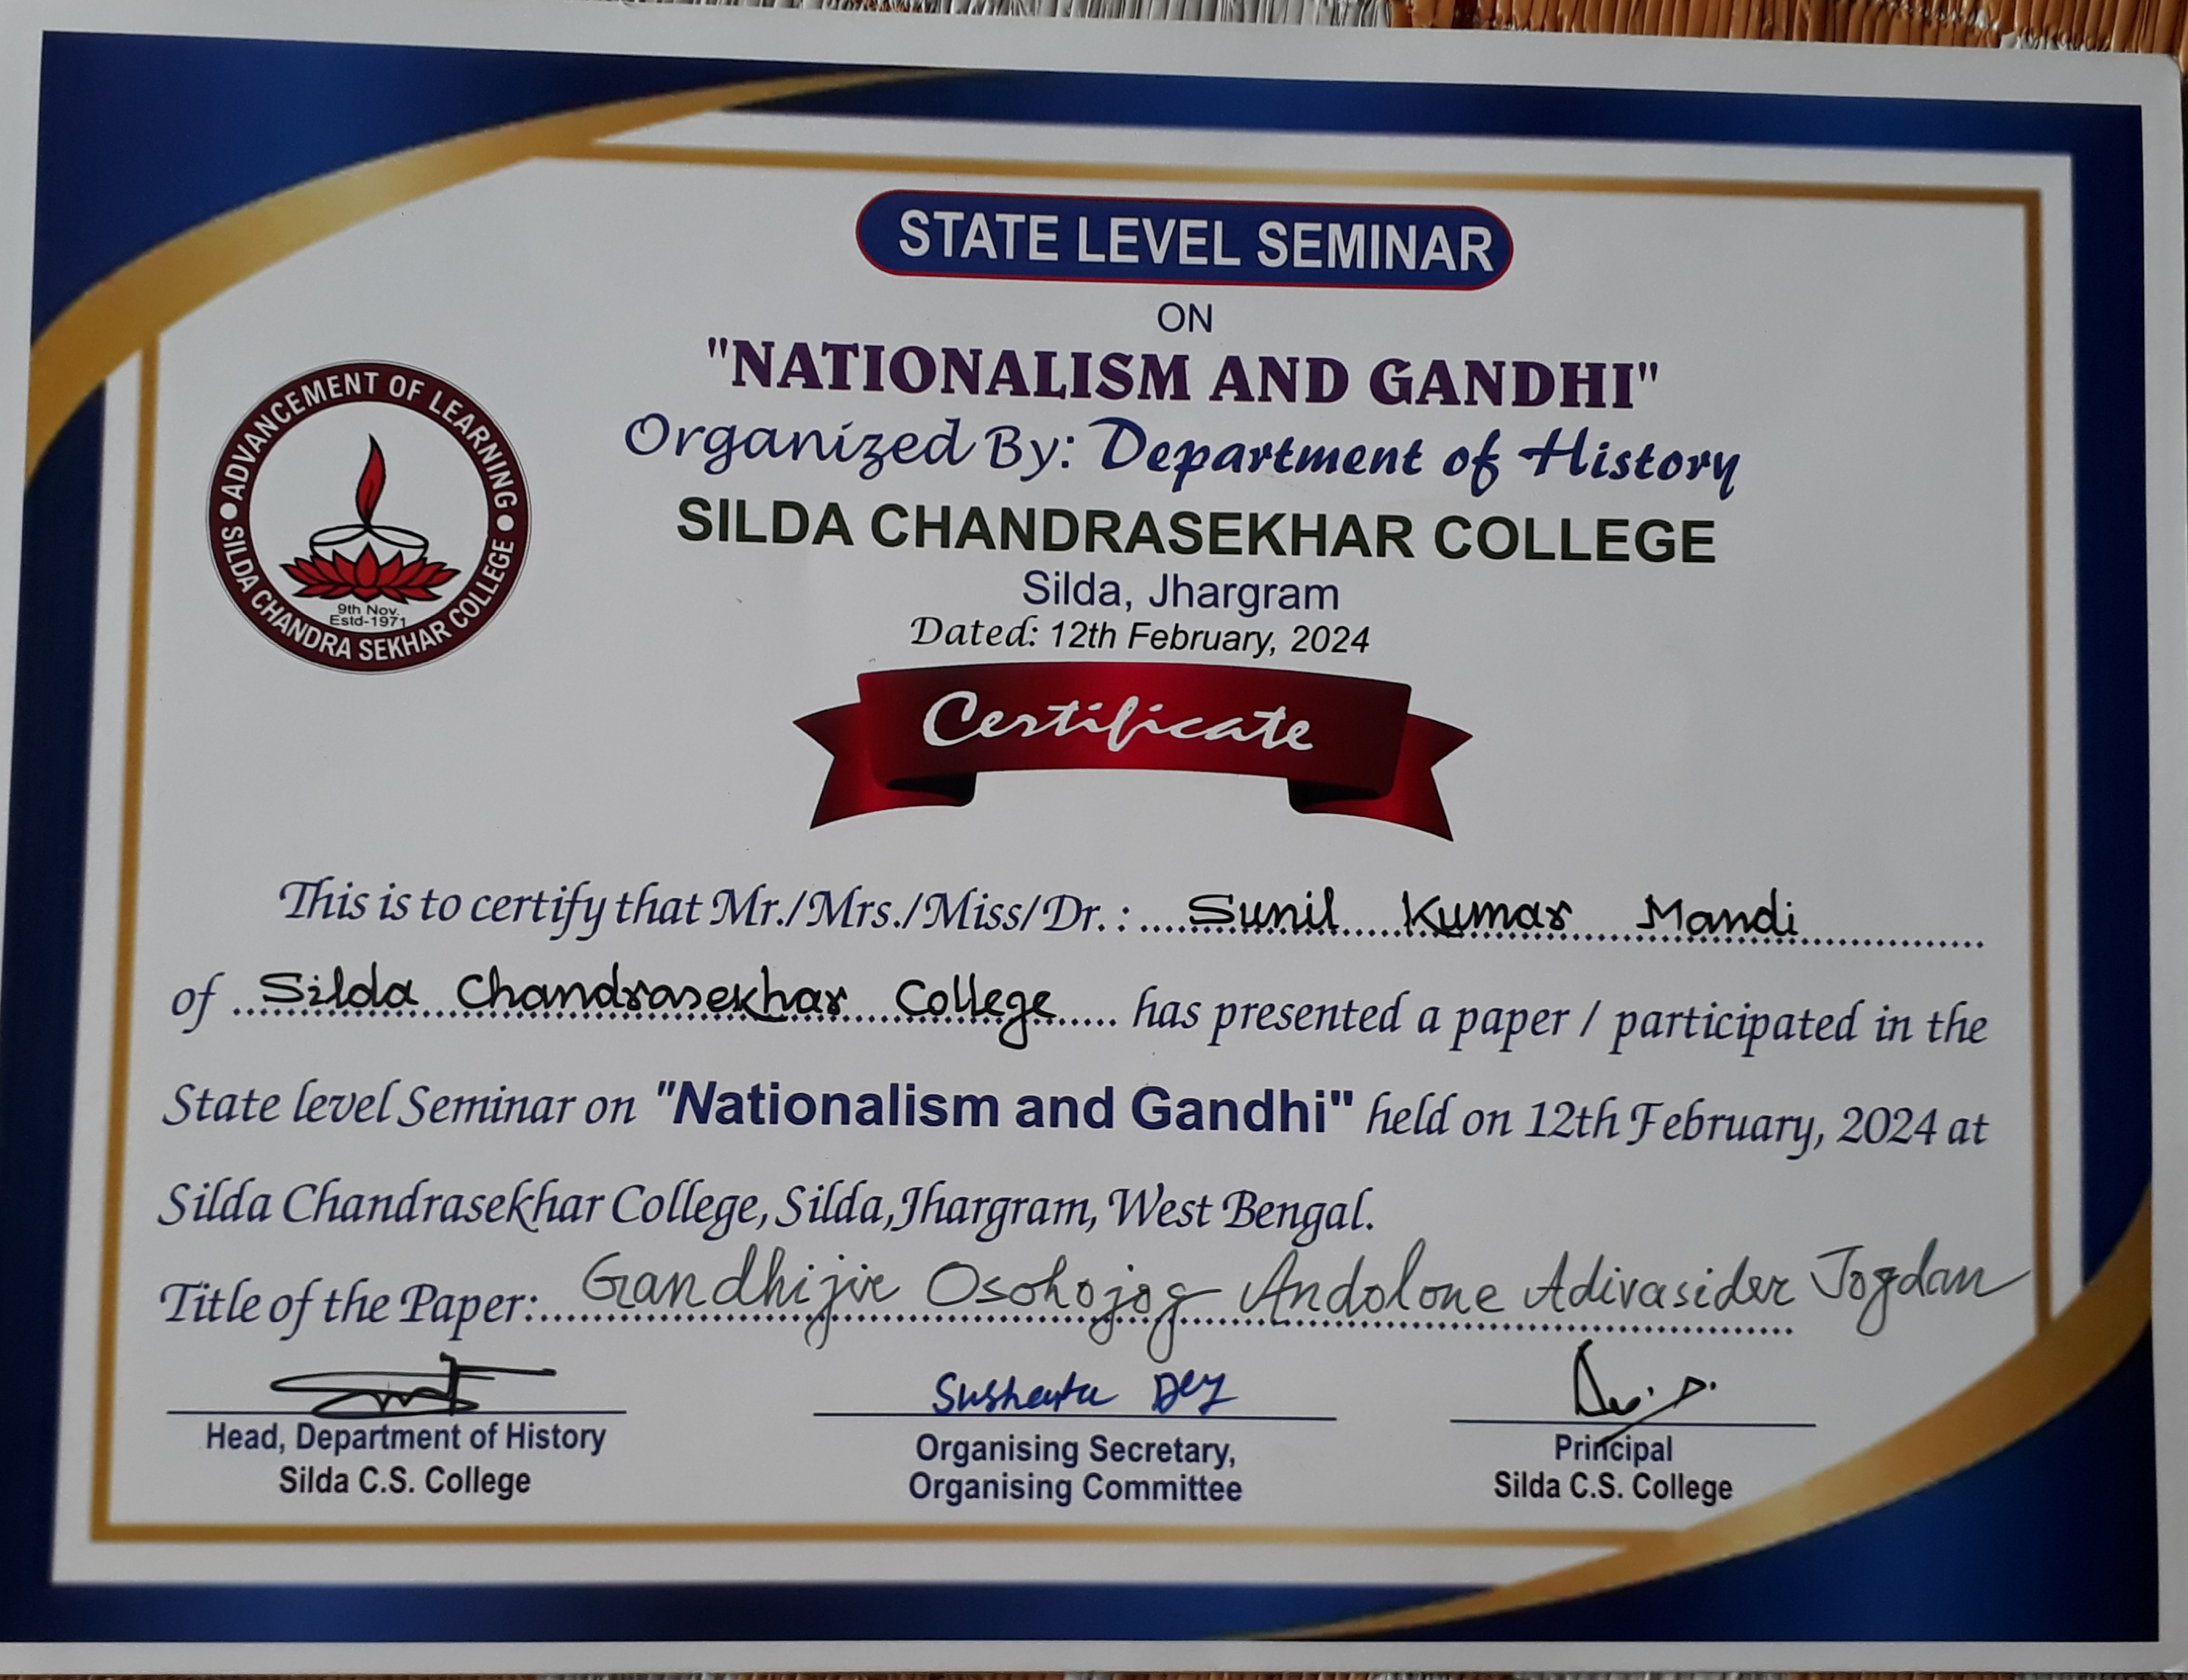 STATE LEVEL SEMINAR
ON
"NATIONALISM AND GANDHI"
Organized By: Department of History
SILDA CHANDRASEKHAR COLLEGE
Silda, Jhargram
Dated: 12th February, 2024
ADVANCEMENT OF LEARNING
9th Nov.
Estd-1971
SILDA CHANDRA SEKHAR COLLEGE
Certificate
This is to certify that Mr./Mrs./Miss/Dr. : Sunil Kumar Mandi
of Silda Chandrasekhar College has presented a paper / participated in the
State level Seminar on "Nationalism and Gandhi" held on 12th February, 2024 at
Silda Chandrasekhar College, Silda, Jhargram, West Bengal.
Title of the Paper: Gandhijir Osohojog Andolone Adivasider Jogdan
Dey
Head, Department of History Organising Secretary, Principal
Silda C.S. College Organising Committee Silda C.S. College